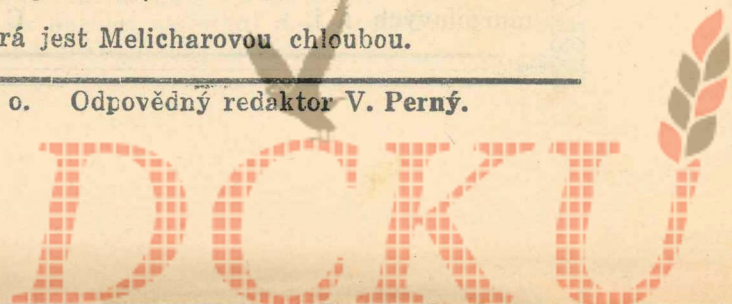 rá jest Melicharovou chloubou.
o. Odpovědný redaktor V. Perný.
DCKU